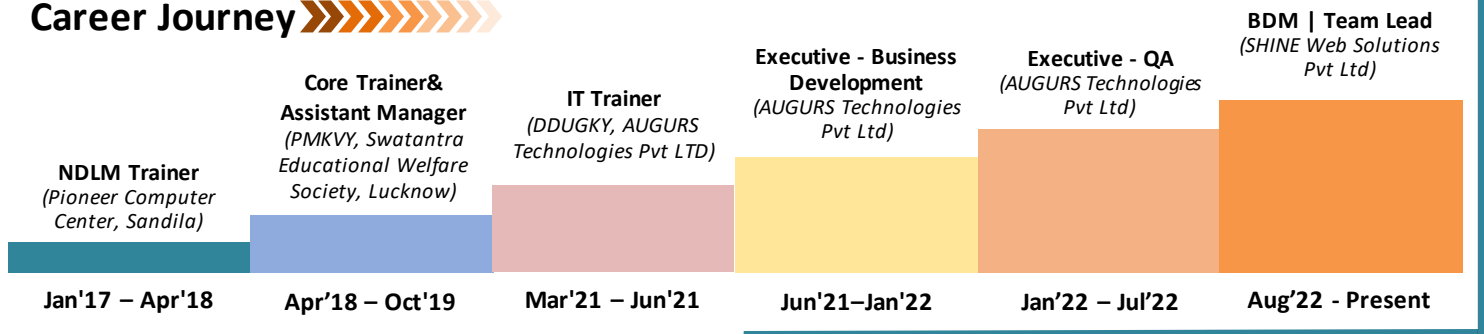 Career Journey
NDLM Trainer
(Pioneer Computer
Center, Sandila)
Jan'17 – Apr'18
Core Trainer&
Assistant Manager
(PMKVY, Swatantra
Educational Welfare
Society, Lucknow)
Apr’18 – Oct'19
IT Trainer
(DDUGKY, AUGURS
Technologies Pvt LTD)
Mar'21 – Jun'21
Executive - Business
Development
(AUGURS Technologies
Pvt Ltd)
Jun'21–Jan'22
Executive - QA
(AUGURS Technologies
Pvt Ltd)
Jan’22 – Jul’22
BDM | Team Lead
(SHINE Web Solutions
Pvt Ltd)
Aug’22 - Present